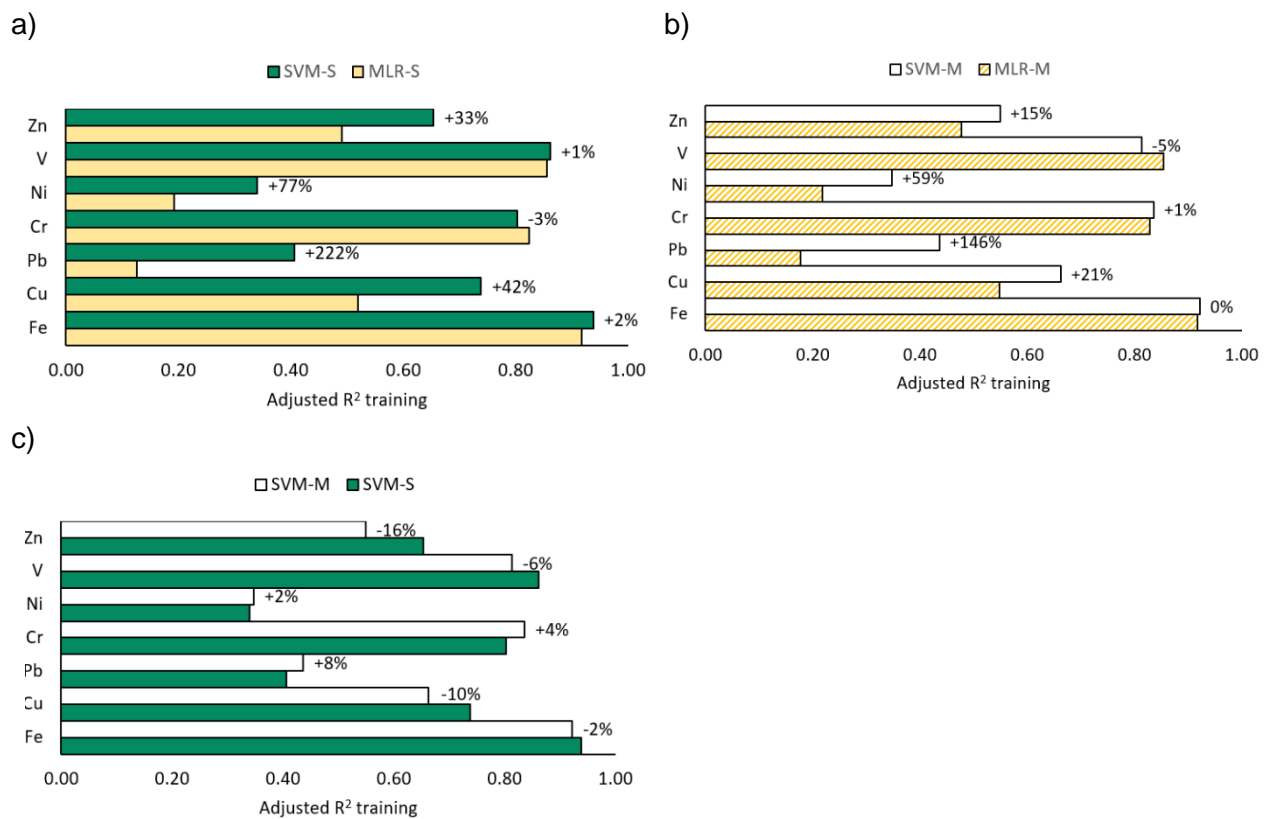 a)
SVM-S MLR-S
Zn
+33%
V
+1%
Ni
+77%
Cr
-3%
Pb
+222%
Cu
+42%
Fe
+2%
0.00 0.20 0.40 0.60 0.80 1.00
Adjusted R² training
b)
SVM-M MLR-M
Zn
+15%
V
-5%
Ni
+59%
Cr
+1%
Pb
+146%
Cu
+21%
Fe
0%
0.00 0.20 0.40 0.60 0.80 1.00
Adjusted R² training
c)
SVM-M SVM-S
Zn
-16%
V
-6%
Ni
+2%
Cr
+4%
Pb
+8%
Cu
-10%
Fe
-2%
0.00 0.20 0.40 0.60 0.80 1.00
Adjusted R² training